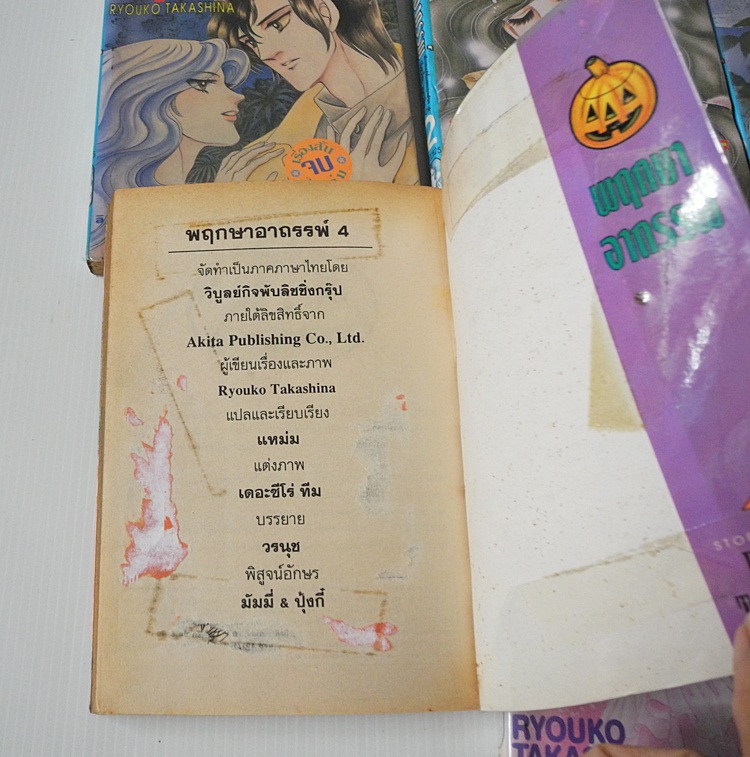 RYOUKO TAKASHINA
เรื่องสั้น
จบ
พฤกษา
อาถรรพ์
พฤกษาอาถรรพ์ 4
จัดทำเป็นภาคภาษาไทยโดย
วิบูลย์กิจพับลิชชิ่งกรุ๊ป
ภายใต้ลิขสิทธิ์จาก
Akita Publishing Co., Ltd.
ผู้เขียนเรื่องและภาพ
Ryouko Takashina
แปลและเรียบเรียง
แหม่ม
แต่งภาพ
เดอะซีโร่ ทีม
บรรยาย
วรนุช
พิสูจน์อักษร
มัมมี่ & ปุ้งกี๋
RYOUKO